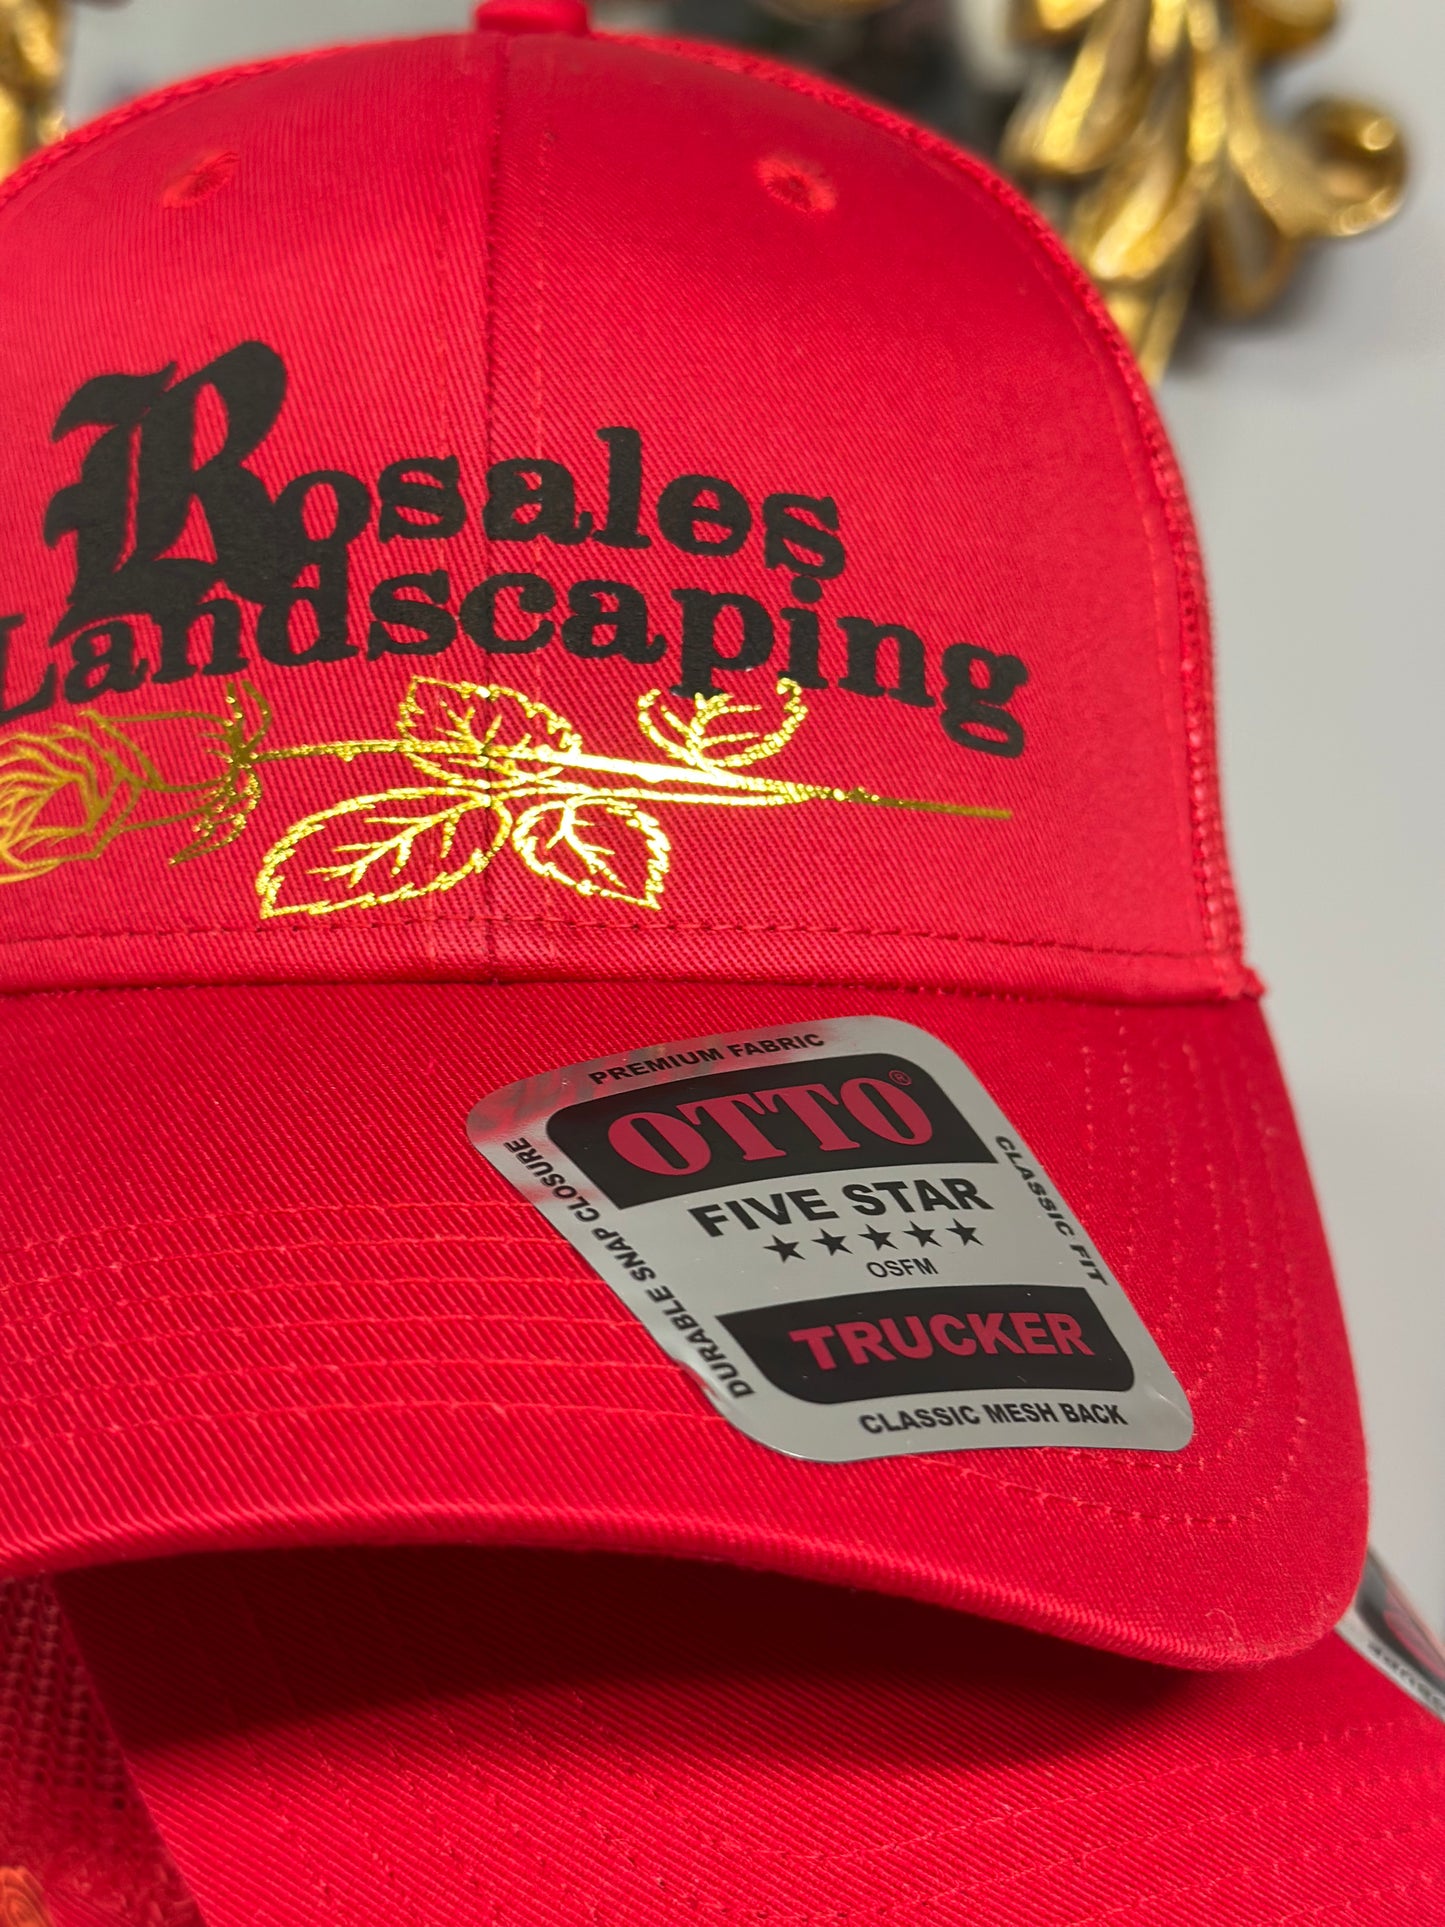 Rosales
Landscaping
PREMIUM FABRIC
OTTO®
FIVE STAR
★★★★★
OSFM
TRUCKER
CLASSIC MESH BACK
DURABLE SNAP CLOSURE
CLASSIC FIT